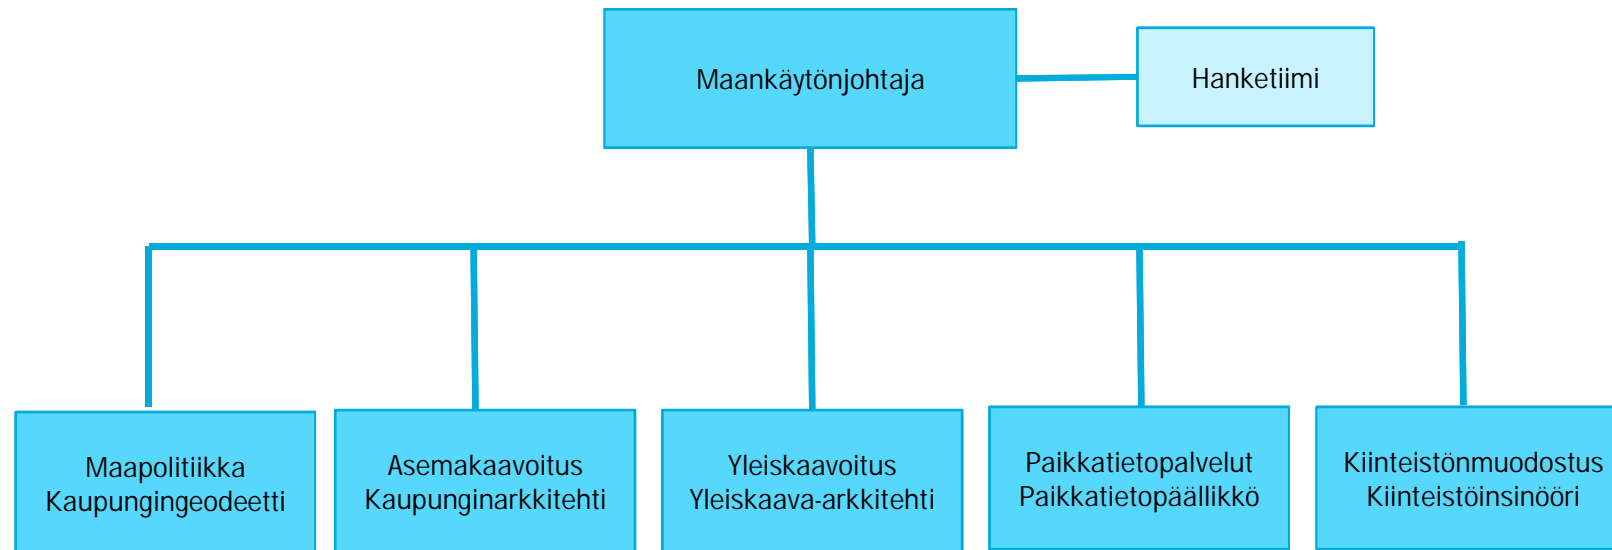 Maankäytönjohtaja
Hanketiimi
Maapolitiikka
Kaupungingeodeetti
Asemakaavoitus
Kaupunginarkkitehti
Yleiskaavoitus
Yleiskaava-arkkitehti
Paikkatietopalvelut
Paikkatietopäällikkö
Kiinteistönmuodostus
Kiinteistöinsinööri